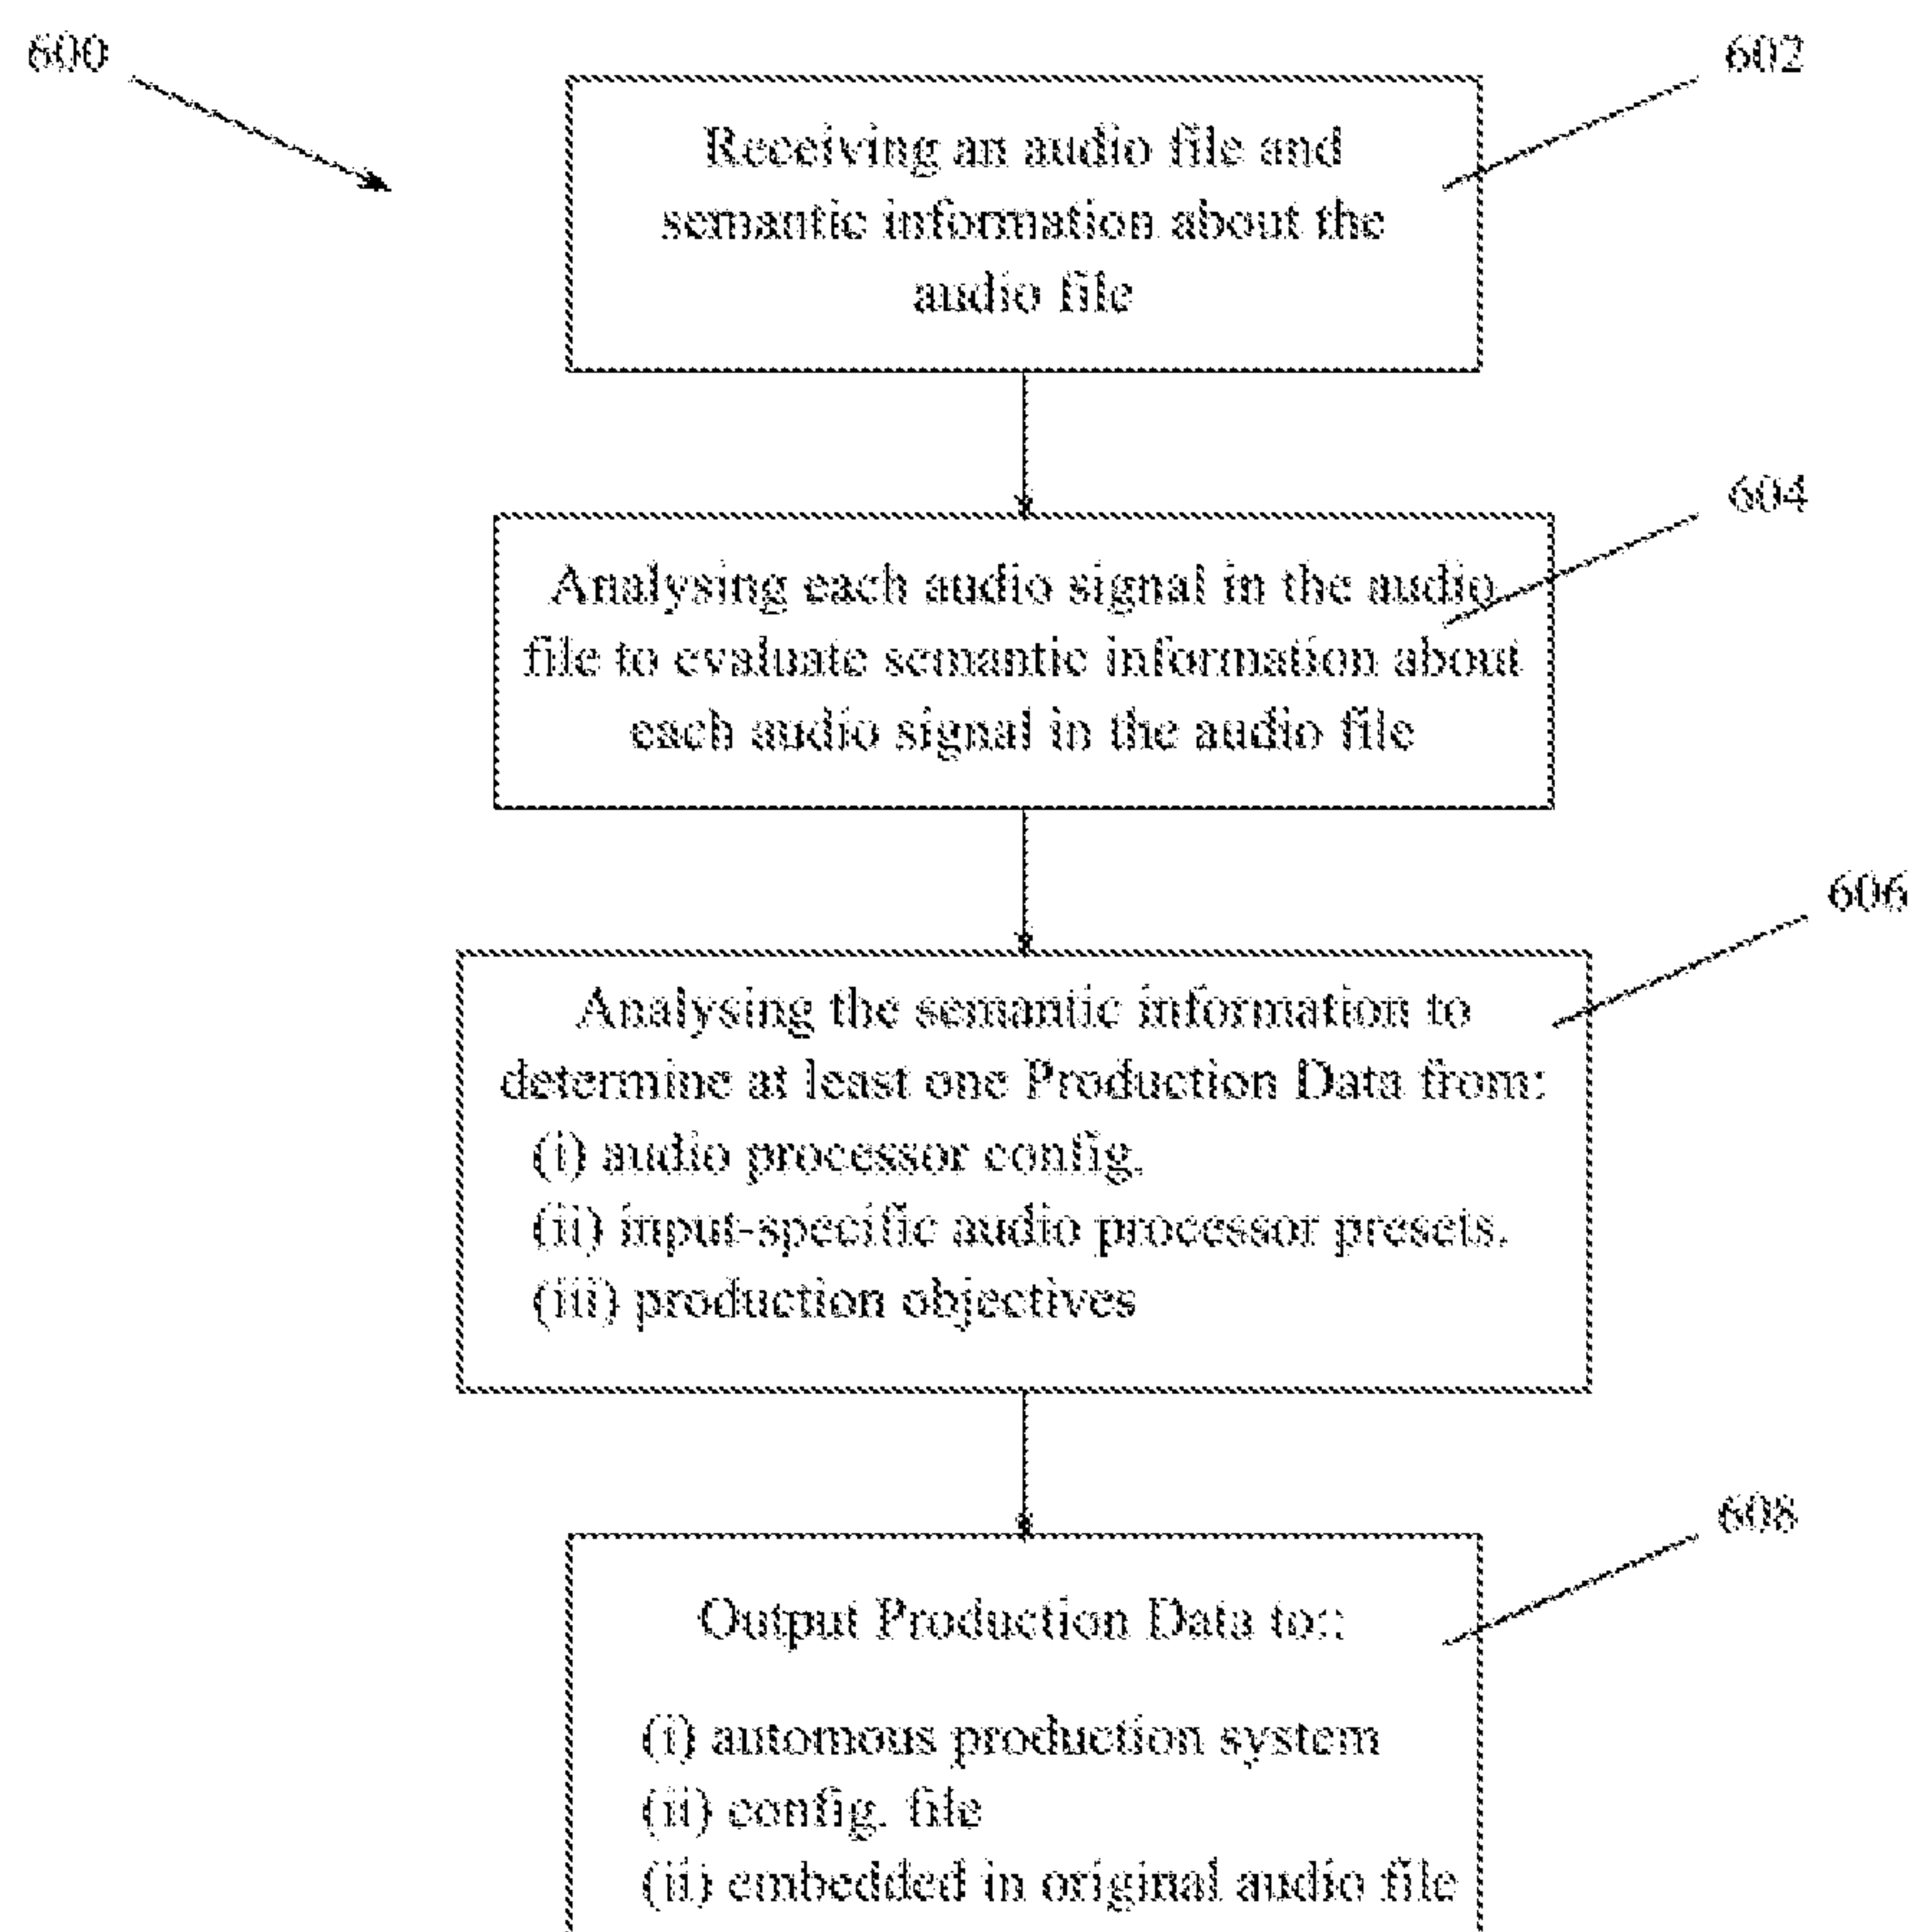 600
602
Receiving an audio file and
semantic information about the
audio file
604
Analysing each audio signal in the audio
file to evaluate semantic information about
each audio signal in the audio file
606
Analysing the semantic information to
determine at least one Production Data from:
(i) audio processor config.
(ii) input-specific audio processor presets.
(iii) production objectives
608
Output Production Data to::
(i) automous production system
(ii) config. file
(ii) embedded in original audio file